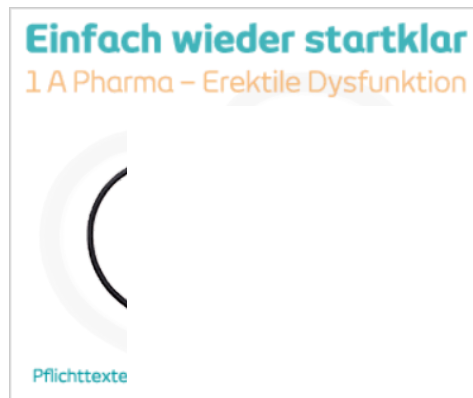 Einfach wieder startklar
1 A Pharma – Erektile Dysfunktion
Pflichttexte